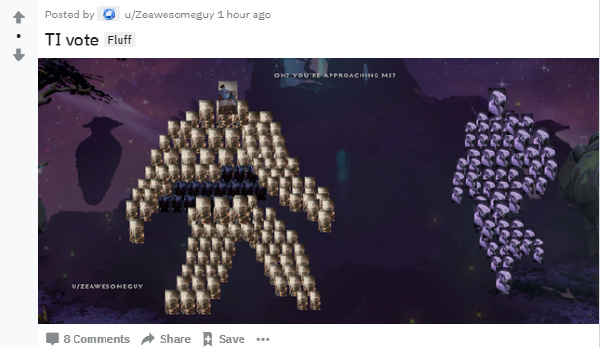 Posted by u/Zeawesomeguy 1 hour ago
TI vote Fluff
OH? YOU'RE APPROACHING ME?
U/ZEAWESOMEGUY
8 Comments Share Save